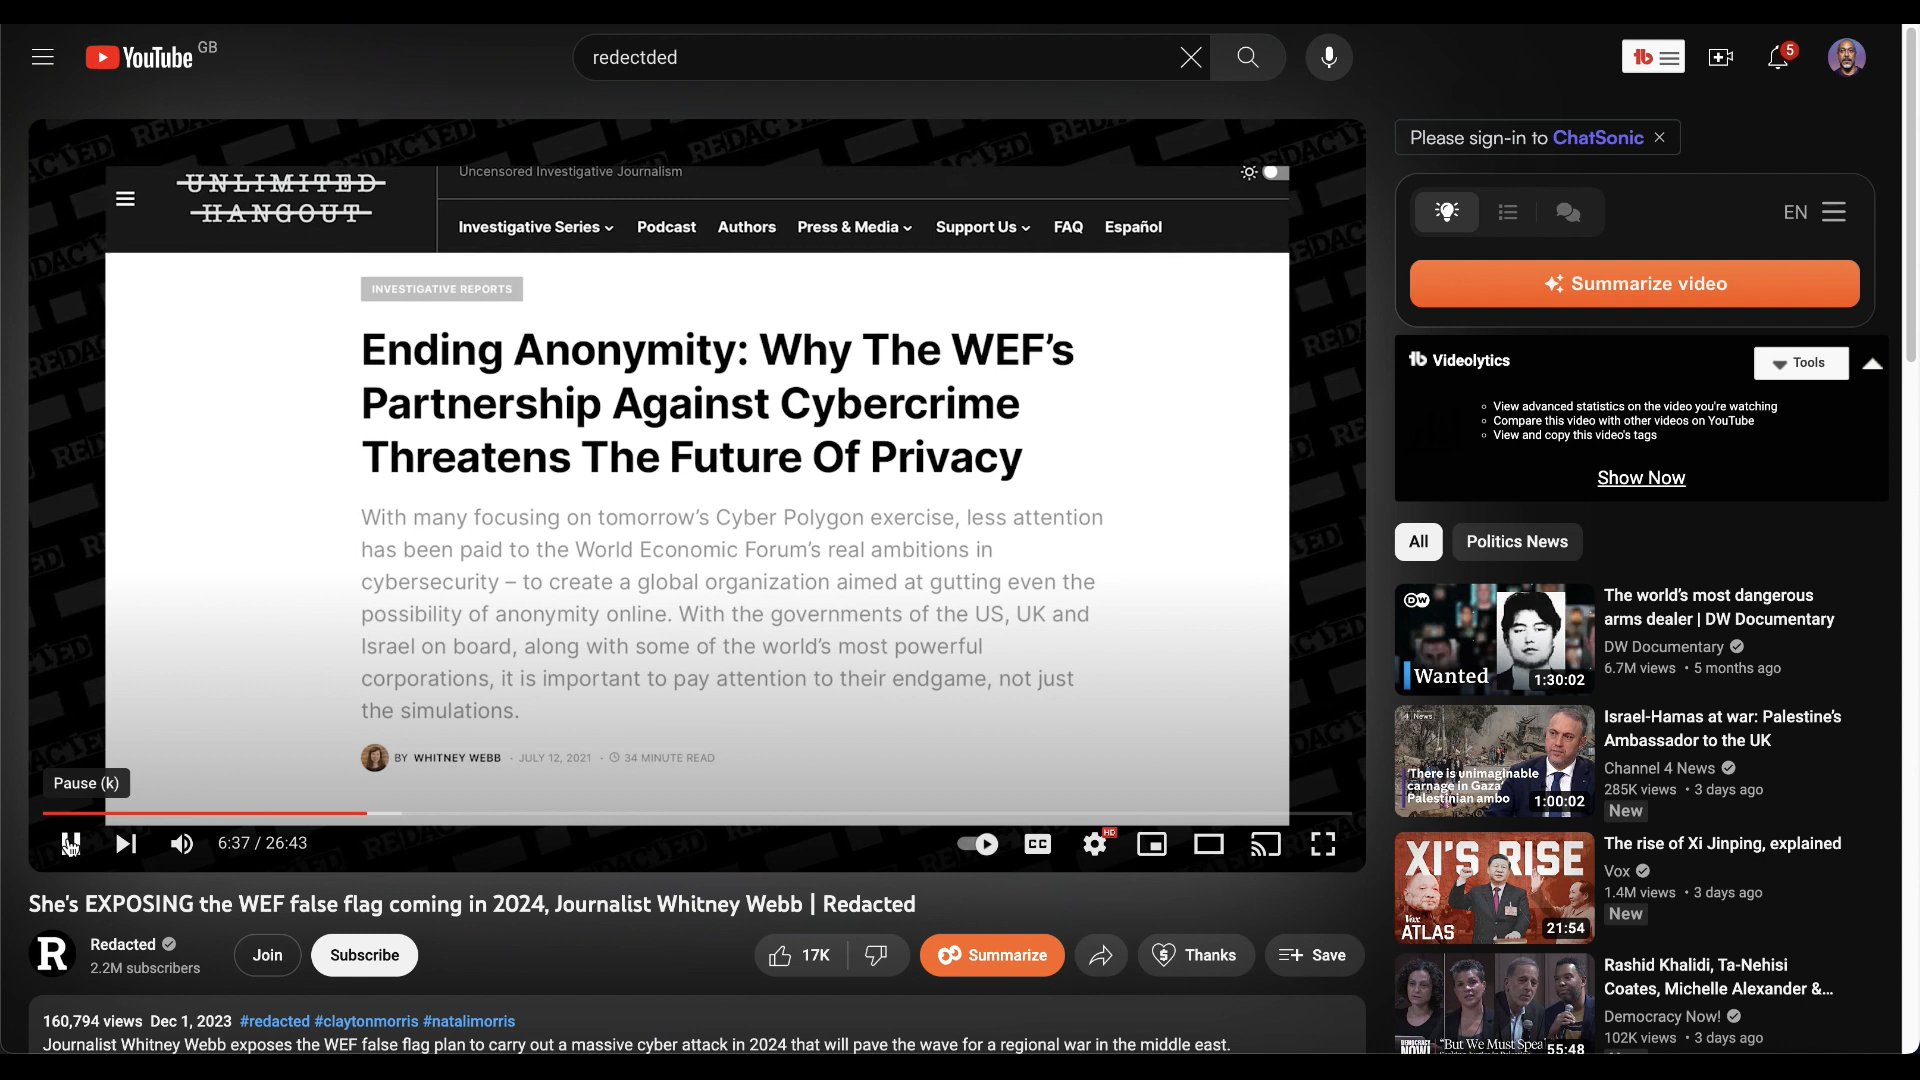 YouTube GB
redectded
5
REDACTED
UNLIMITED
HANGOUT
Uncensored Investigative Journalism
Investigative Series
Podcast
Authors
Press & Media
Support Us
FAQ
Español
INVESTIGATIVE REPORTS
Ending Anonymity: Why The WEF's
Partnership Against Cybercrime
Threatens The Future Of Privacy
With many focusing on tomorrow's Cyber Polygon exercise, less attention
has been paid to the World Economic Forum's real ambitions in
cybersecurity – to create a global organization aimed at gutting even the
possibility of anonymity online. With the governments of the US, UK and
Israel on board, along with some of the world's most powerful
corporations, it is important to pay attention to their endgame, not just
the simulations.
BY WHITNEY WEBB · JULY 12, 2021 · 34 MINUTE READ
Pause (k)
6:37 / 26:43
CC
HD
She's EXPOSING the WEF false flag coming in 2024, Journalist Whitney Webb | Redacted
R
Redacted
2.2M subscribers
Join
Subscribe
17K
Summarize
Thanks
Save
160,794 views Dec 1, 2023 #redacted #claytonmorris #natalimorris
Journalist Whitney Webb exposes the WEF false flag plan to carry out a massive cyber attack in 2024 that will pave the wave for a regional war in the middle east.
Please sign-in to ChatSonic
EN
Summarize video
Videolytics
Tools
View advanced statistics on the video you're watching
Compare this video with other videos on YouTube
View and copy this video's tags
Show Now
All
Politics News
DW
Wanted
1:30:02
The world's most dangerous
arms dealer | DW Documentary
DW Documentary
6.7M views • 5 months ago
4 News
"There is unimaginable
carnage in Gaza'
Palestinian ambo
1:00:02
Israel-Hamas at war: Palestine's
Ambassador to the UK
Channel 4 News
285K views • 3 days ago
New
XI'S RISE
Vox
ATLAS
21:54
The rise of Xi Jinping, explained
Vox
1.4M views • 3 days ago
New
DEMOCRACY
NOW!
"But We Must Spea
55:48
Rashid Khalidi, Ta-Nehisi
Coates, Michelle Alexander &...
Democracy Now!
102K views • 3 days ago